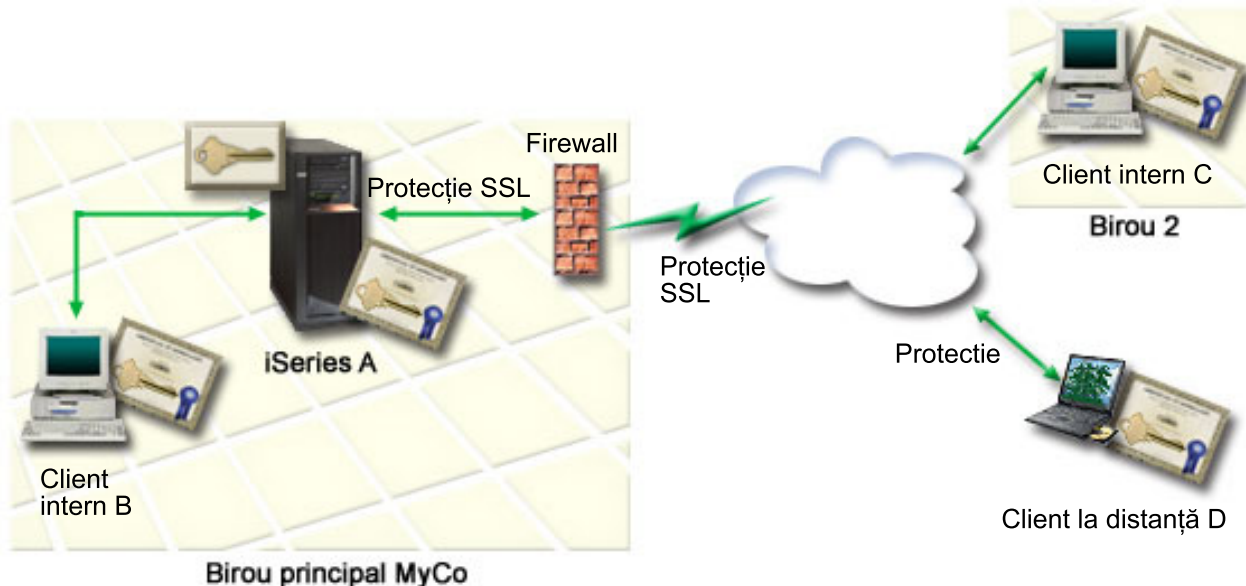 Firewall
Protecție SSL
iSeries A
Client
intern B
Birou principal MyCo
Protecție
SSL
Client intern C
Birou 2
Protectie
Client la distanță D